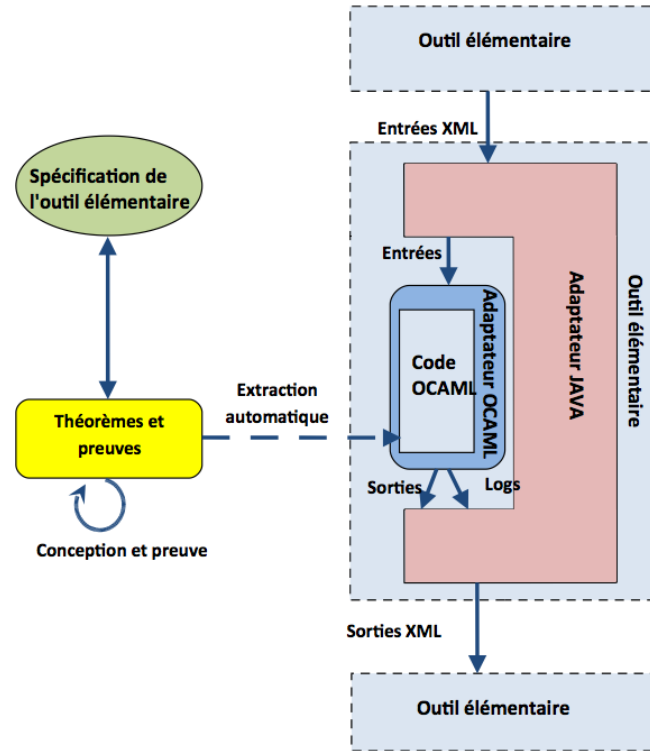 Outil élémentaire
Entrées XML
Spécification de
l'outil élémentaire
Entrées
Adaptateur OCAML
Adaptateur JAVA
Outil élémentaire
Code
OCAML
Extraction
automatique
Théorèmes et
preuves
Sorties
Logs
Conception et preuve
Sorties XML
Outil élémentaire